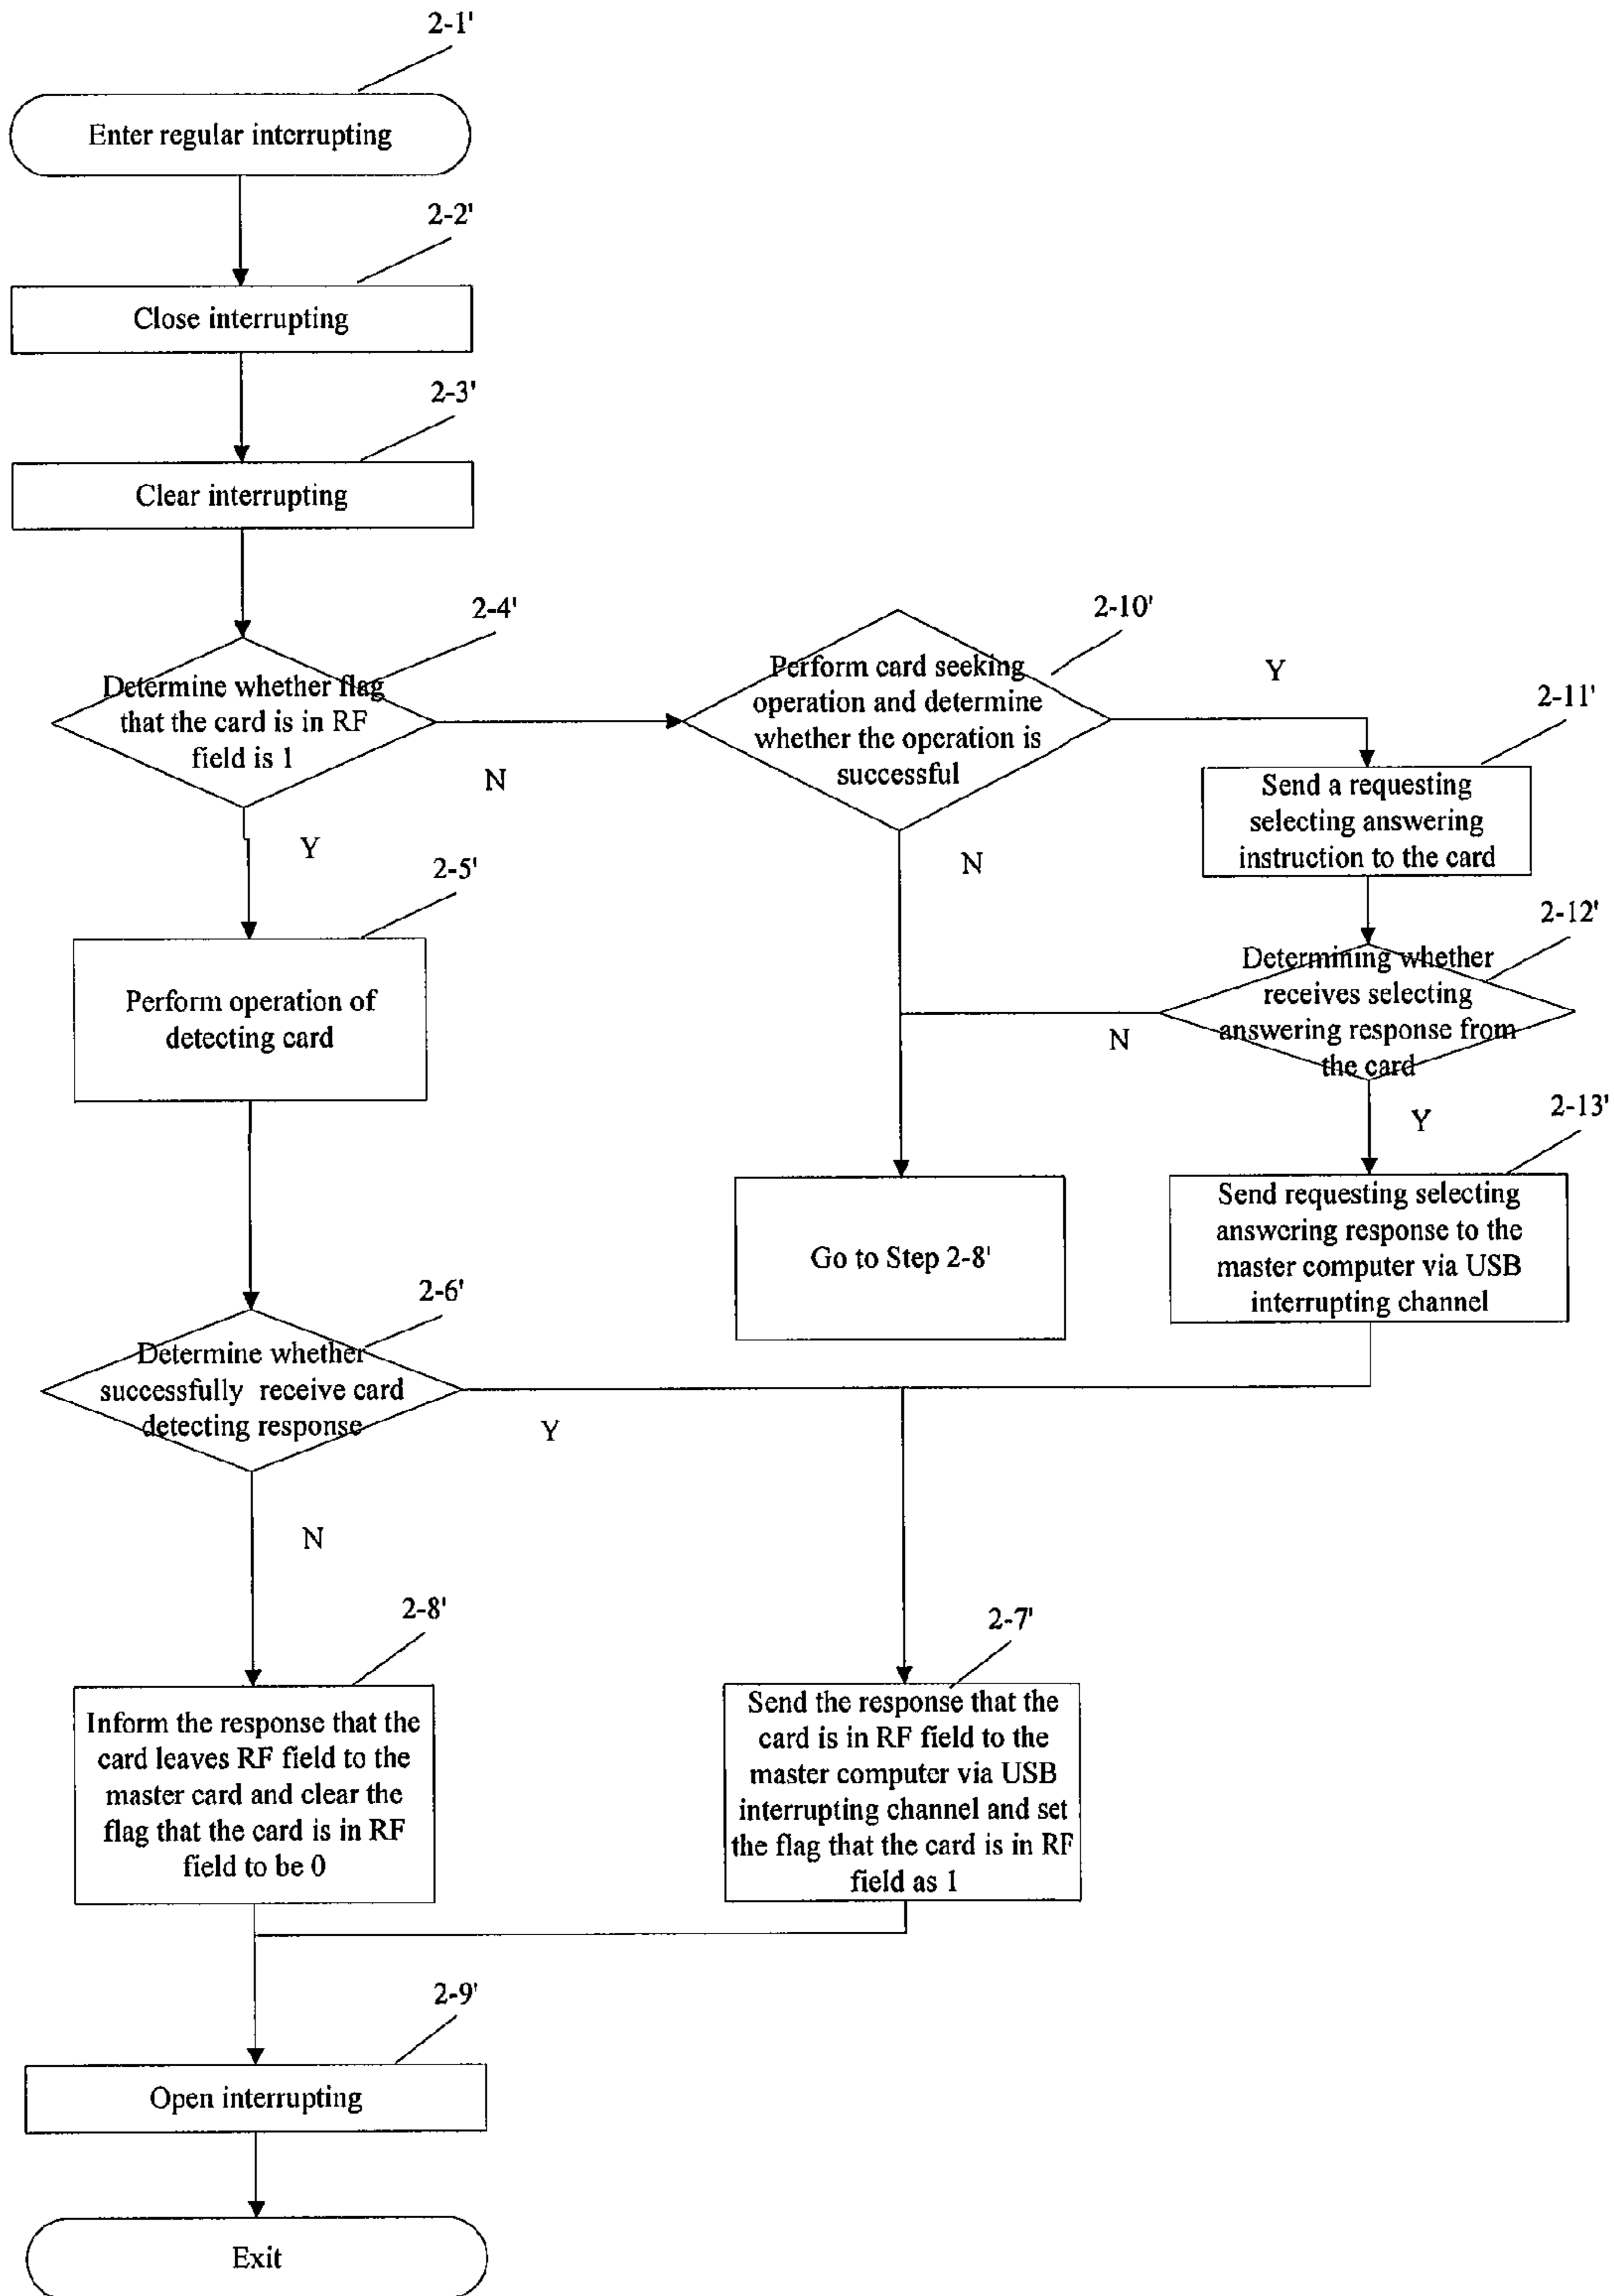 2-1'
Enter regular interrupting
2-2'
Close interrupting
2-3'
Clear interrupting
2-4'
Determine whether flag
that the card is in RF
field is 1
N
Y
2-10'
Perform card seeking
operation and determine
whether the operation is
successful
Y
N
2-11'
Send a requesting
selecting answering
instruction to the card
2-12'
Determining whether
receives selecting
answering response from
the card
N
Y
2-5'
Perform operation of
detecting card
2-13'
Send requesting selecting
answering response to the
master computer via USB
interrupting channel
Go to Step 2-8'
2-6'
Determine whether
successfully receive card
detecting response
Y
N
2-8'
Inform the response that the
card leaves RF field to the
master card and clear the
flag that the card is in RF
field to be 0
2-7'
Send the response that the
card is in RF field to the
master computer via USB
interrupting channel and set
the flag that the card is in RF
field as 1
2-9'
Open interrupting
Exit